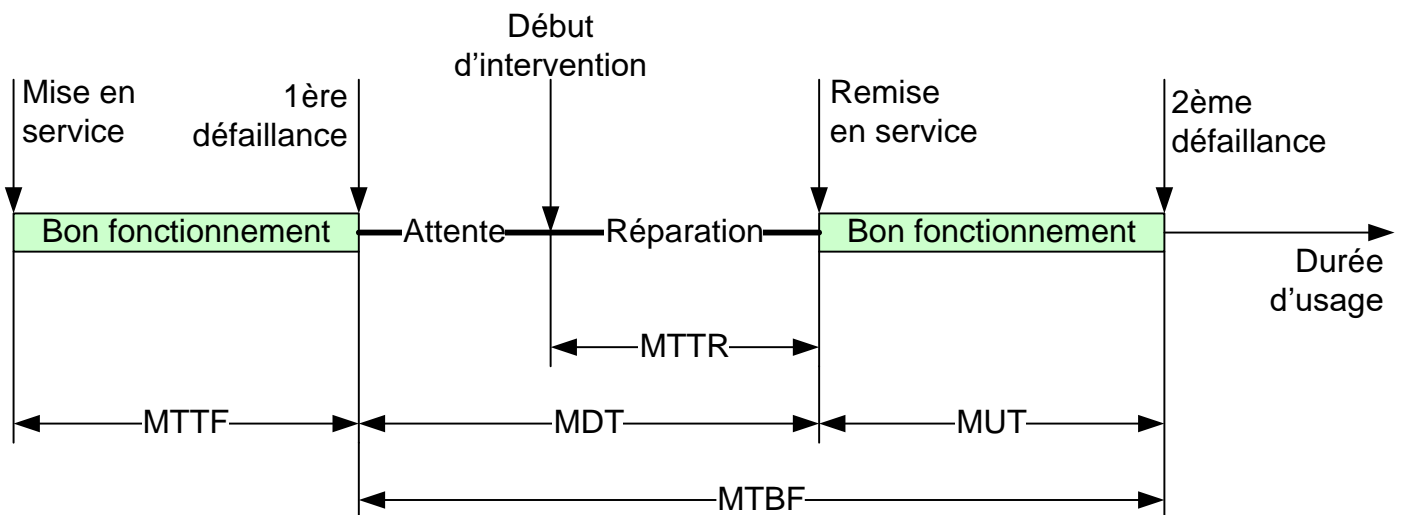 Début
d'intervention
Mise en
service
1ère
défaillance
Remise
en service
2ème
défaillance
Bon fonctionnement
Attente
Réparation
Bon fonctionnement
Durée
d'usage
MTTR
MTTF
MDT
MUT
MTBF